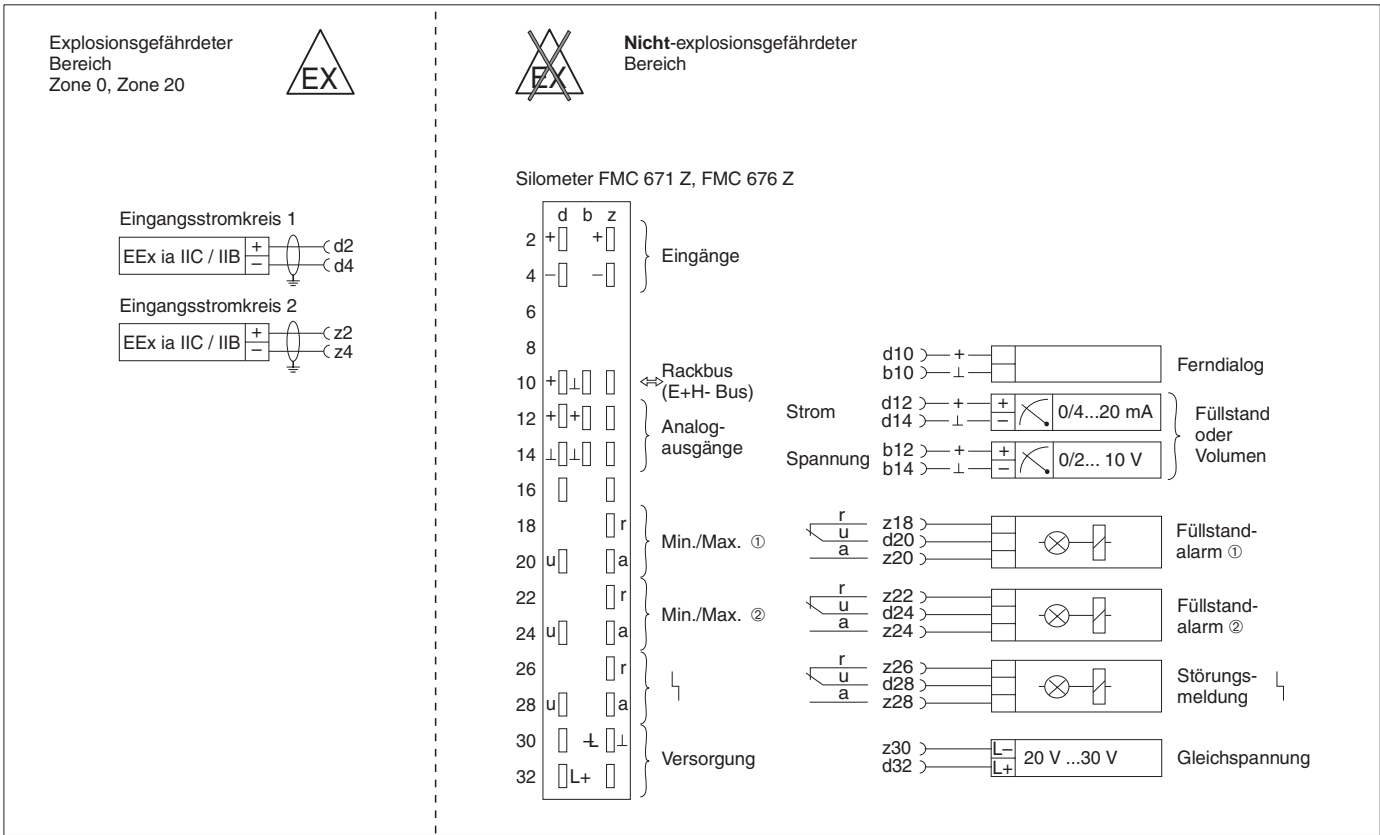 Explosionsgefährdeter
Bereich
Zone 0, Zone 20
EX
EX
Nicht-explosionsgefährdeter
Bereich
Eingangsstromkreis 1
EEx ia IIC / IIB + d2
– d4
Eingangsstromkreis 2
EEx ia IIC / IIB + z2
– z4
Silometer FMC 671 Z, FMC 676 Z
d b z
2 + +
4 – –
Eingänge
6
8
10 + ⊥
Rackbus
(E+H- Bus)
12 + +
14 ⊥ ⊥
Analog-
ausgänge
16
18 r
20 u a
Min./Max. ①
22 r
24 u a
Min./Max. ②
26 r
28 u a
30 L– ⊥
32 L+
Versorgung
d10 +
b10 ⊥
Ferndialog
Strom
d12 + + 0/4...20 mA
d14 ⊥ –
Spannung
b12 + + 0/2... 10 V
b14 ⊥ –
Füllstand
oder
Volumen
r z18
u d20
a z20
Füllstand-
alarm ①
r z22
u d24
a z24
Füllstand-
alarm ②
r z26
u d28
a z28
Störungs-
meldung
z30 L– 20 V ...30 V
d32 L+
Gleichspannung